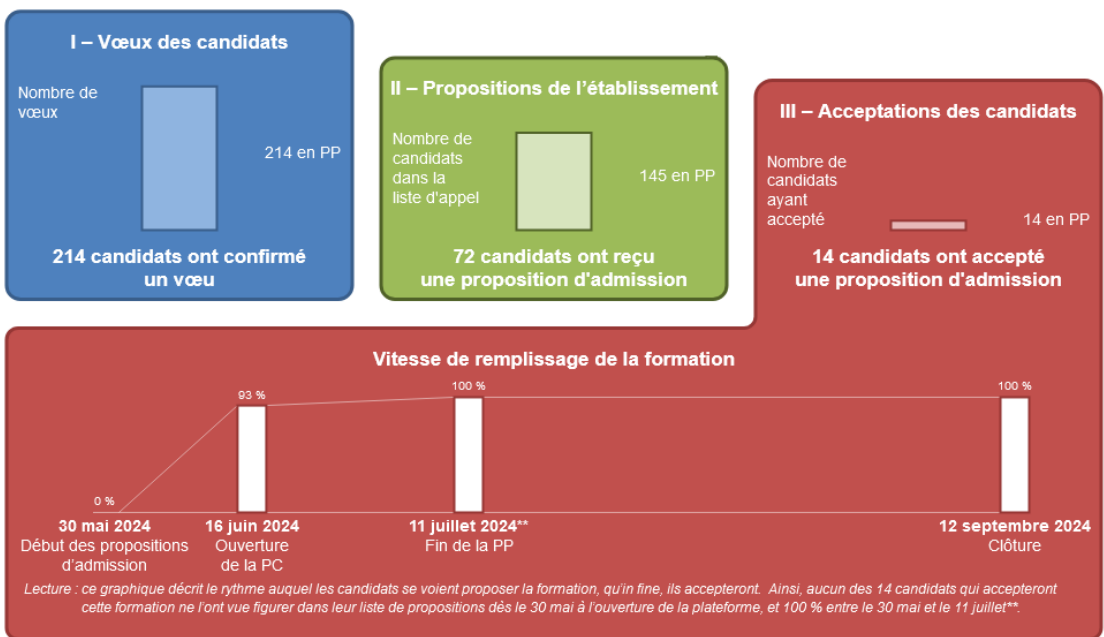 I – Vœux des candidats
Nombre de
vœux
214 en PP
214 candidats ont confirmé
un vœu
II – Propositions de l'établissement
Nombre de
candidats
dans la
liste d'appel
145 en PP
72 candidats ont reçu
une proposition d'admission
III – Acceptations des candidats
Nombre de
candidats
ayant
accepté
14 en PP
14 candidats ont accepté
une proposition d'admission
Vitesse de remplissage de la formation
0 %
93 %
100 %
100 %
30 mai 2024
Début des propositions
d'admission
16 juin 2024
Ouverture
de la PC
11 juillet 2024**
Fin de la PP
12 septembre 2024
Clôture
Lecture : ce graphique décrit le rythme auquel les candidats se voient proposer la formation, qu'in fine, ils accepteront. Ainsi, aucun des 14 candidats qui accepteront
cette formation ne l'ont vue figurer dans leur liste de propositions dès le 30 mai à l'ouverture de la plateforme, et 100 % entre le 30 mai et le 11 juillet**.